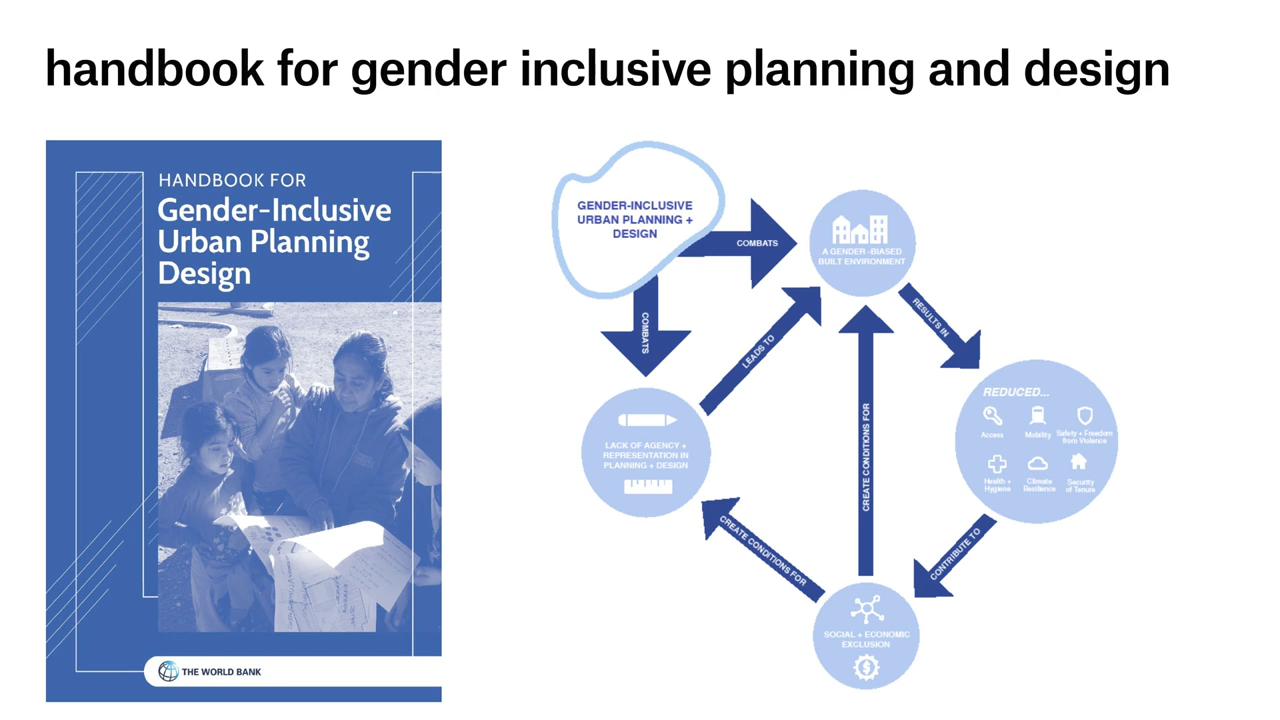 handbook for gender inclusive planning and design
HANDBOOK FOR
Gender-Inclusive
Urban Planning
Design
THE WORLD BANK
GENDER-INCLUSIVE
URBAN PLANNING +
DESIGN
COMBATS
COMBATS
A GENDER -BIASED
BUILT ENVIRONMENT
RESULTS IN
LEADS TO
REDUCED...
Access
Mobility
Safety + Freedom
from Violence
Health +
Hygiene
Climate
Resilience
Security
of Tenure
LACK OF AGENCY +
REPRESENTATION IN
PLANNING + DESIGN
CREATE CONDITIONS FOR
CREATE CONDITIONS FOR
CONTRIBUTE TO
SOCIAL + ECONOMIC
EXCLUSION
$